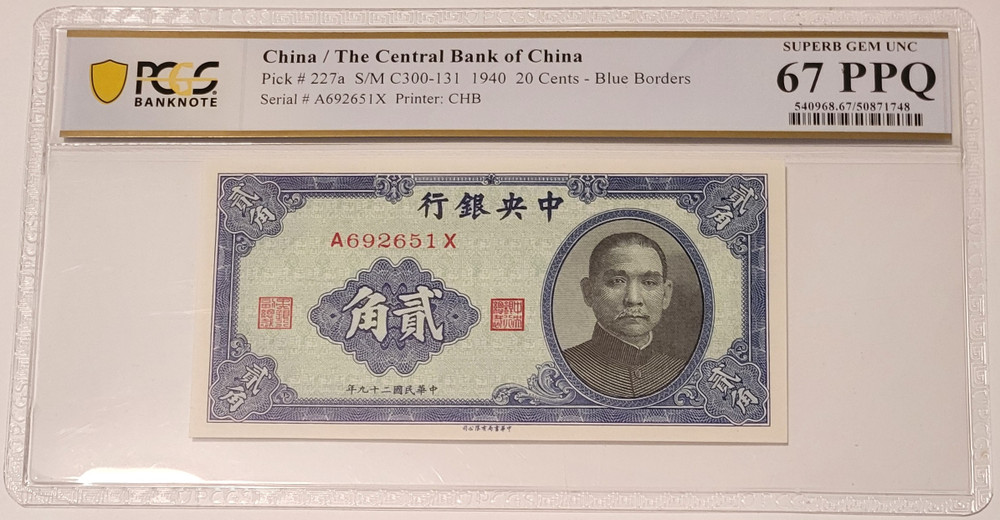 PCGS
BANKNOTE
China / The Central Bank of China
Pick # 227a S/M C300-131 1940 20 Cents - Blue Borders
Serial # A692651X Printer: CHB
SUPERB GEM UNC
67 PPQ
540968.67/50871748
行銀央中
貳角
貳角
A692651X
角貳
年九十二國民華中
貳角
貳角